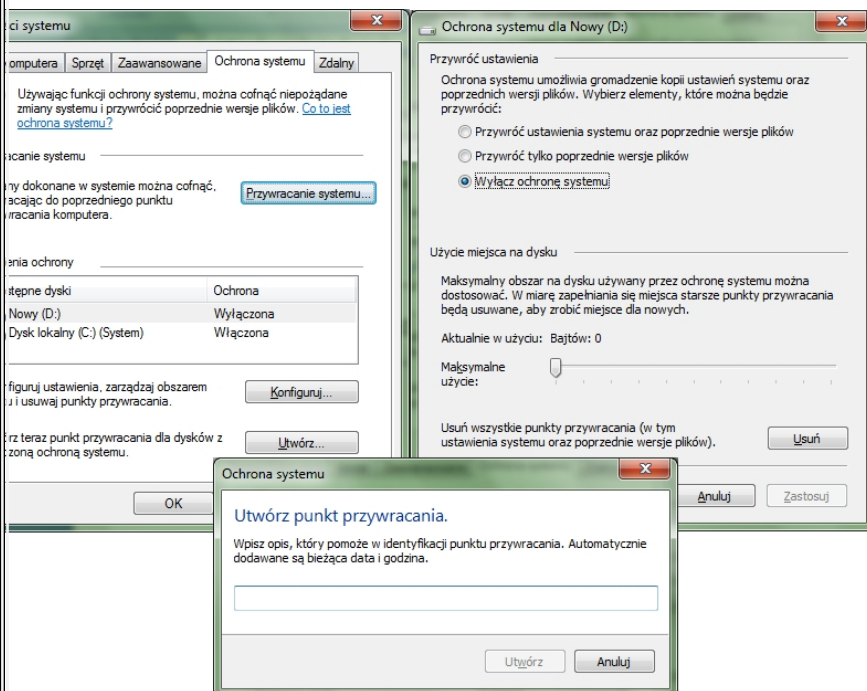 ci systemu
omputera Sprzęt Zaawansowane Ochrona systemu Zdalny
Używając funkcji ochrony systemu, można cofnąć niepożądane
zmiany systemu i przywrócić poprzednie wersje plików. Co to jest
ochrona systemu?
acanie systemu
ny dokonane w systemie można cofnąć,
acając do poprzedniego punktu
wracania komputera.
Przywracanie systemu...
enia ochrony
stępne dyski Ochrona
Nowy (D:) Wyłączona
Dysk lokalny (C:) (System) Włączona
figuruj ustawienia, zarządzaj obszarem
u i usuwaj punkty przywracania.
Konfiguruj...
rz teraz punkt przywracania dla dysków z
zoną ochroną systemu.
Utwórz...
OK
Ochrona systemu dla Nowy (D:)
Przywróć ustawienia
Ochrona systemu umożliwia gromadzenie kopii ustawień systemu oraz
poprzednich wersji plików. Wybierz elementy, które można będzie
przywrócić:
Przywróć ustawienia systemu oraz poprzednie wersje plików
Przywróć tylko poprzednie wersje plików
Wyłącz ochronę systemu
Użycie miejsca na dysku
Maksymalny obszar na dysku używany przez ochronę systemu można
dostosować. W miarę zapełniania się miejsca starsze punkty przywracania
będą usuwane, aby zrobić miejsce dla nowych.
Aktualnie w użyciu: Bajtów: 0
Maksymalne
użycie:
Usuń wszystkie punkty przywracania (w tym
ustawienia systemu oraz poprzednie wersje plików).
Usuń
Anuluj Zastosuj
Ochrona systemu
Utwórz punkt przywracania.
Wpisz opis, który pomoże w identyfikacji punktu przywracania. Automatycznie
dodawane są bieżąca data i godzina.
Utwórz Anuluj